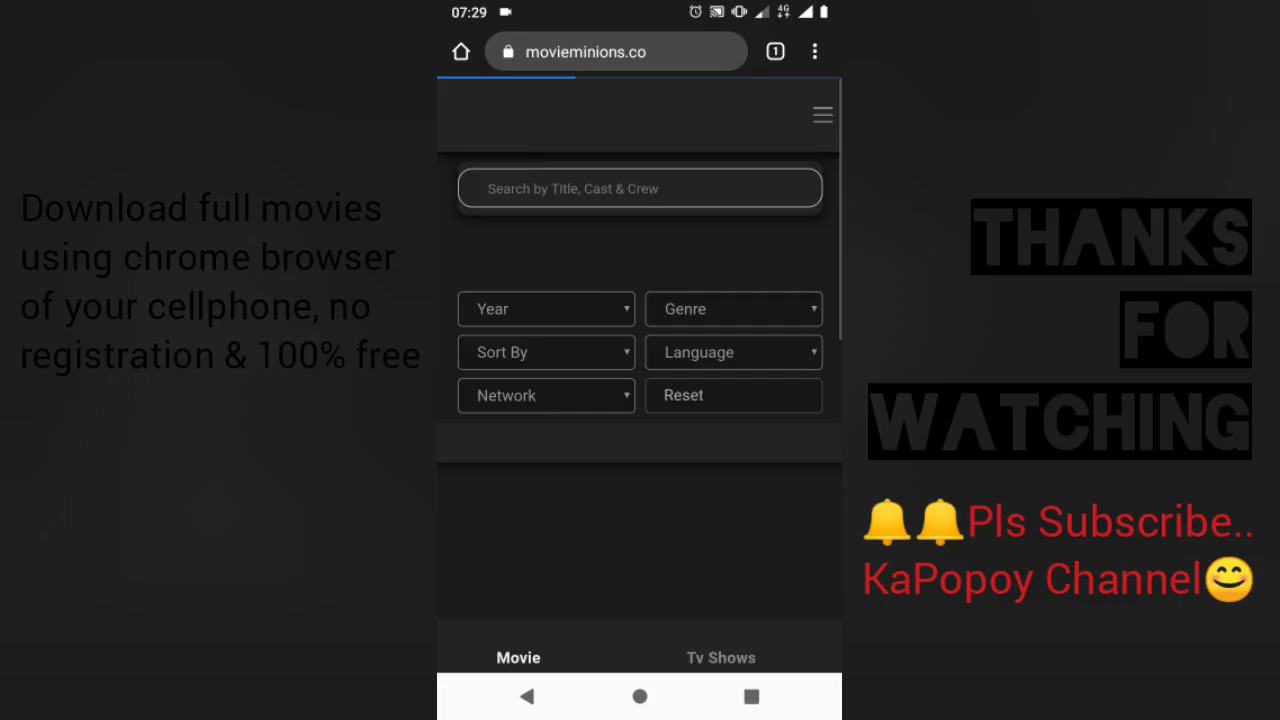 07:29
4G
movieminions.co
1
Search by Title, Cast & Crew
Year
Genre
Sort By
Language
Network
Reset
Movie
Tv Shows
Download full movies
using chrome browser
of your cellphone, no
registration & 100% free
THANKS
FOR
WATCHING
🔔🔔Pls Subscribe..
KaPopoy Channel😊